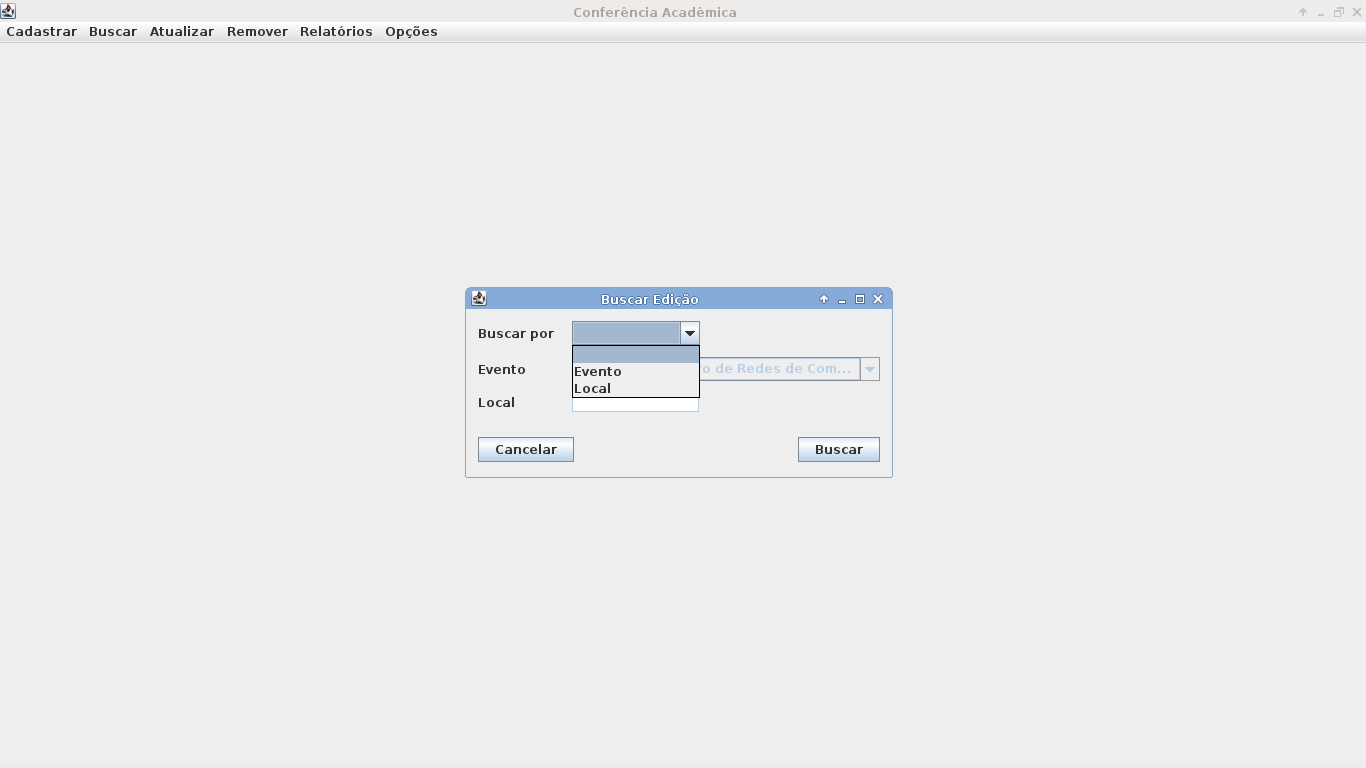 Conferência Acadêmica
Cadastrar Buscar Atualizar Remover Relatórios Opções
Buscar Edição
Buscar por
Evento
Local
Evento de Redes de Com...
Local
Cancelar Buscar